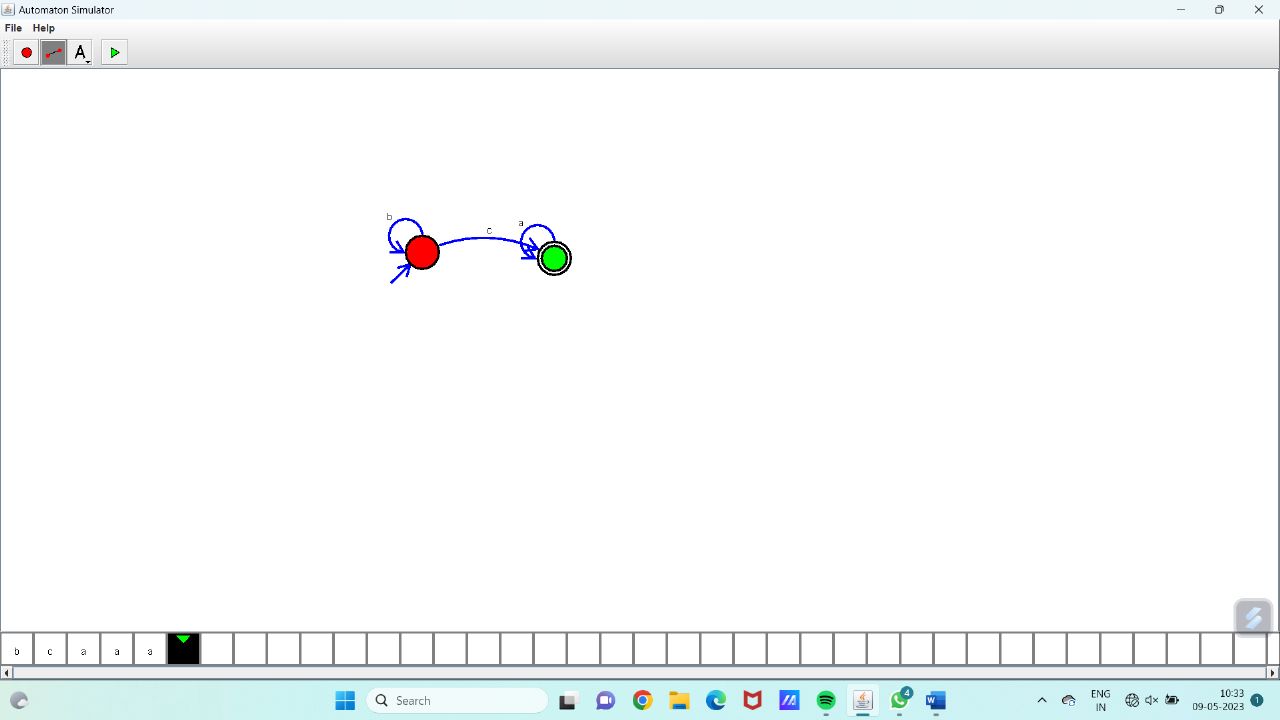 Automaton Simulator
File Help
A
b
c
a
b c a a a
Search
4
W
ENG
IN
10:33
09-05-2023
1